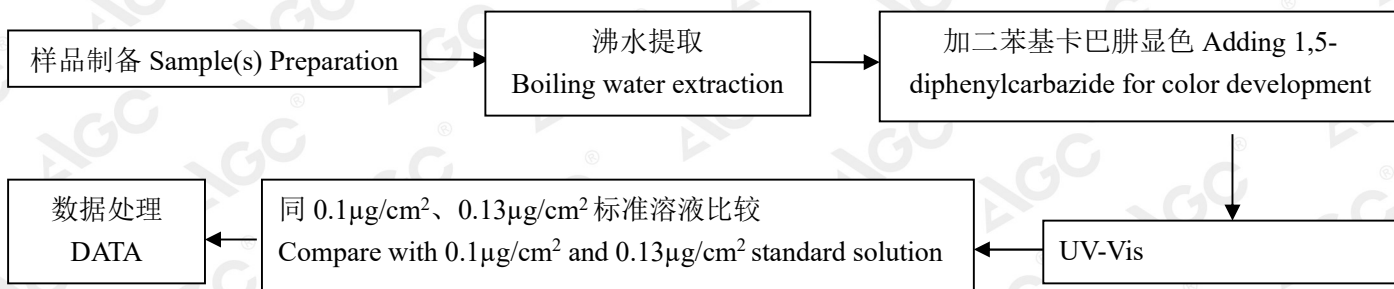 样品制备 Sample(s) Preparation
沸水提取
Boiling water extraction
加二苯基卡巴肼显色 Adding 1,5-
diphenylcarbazide for color development
UV-Vis
同 0.1µg/cm²、0.13µg/cm² 标准溶液比较
Compare with 0.1µg/cm² and 0.13µg/cm² standard solution
数据处理
DATA